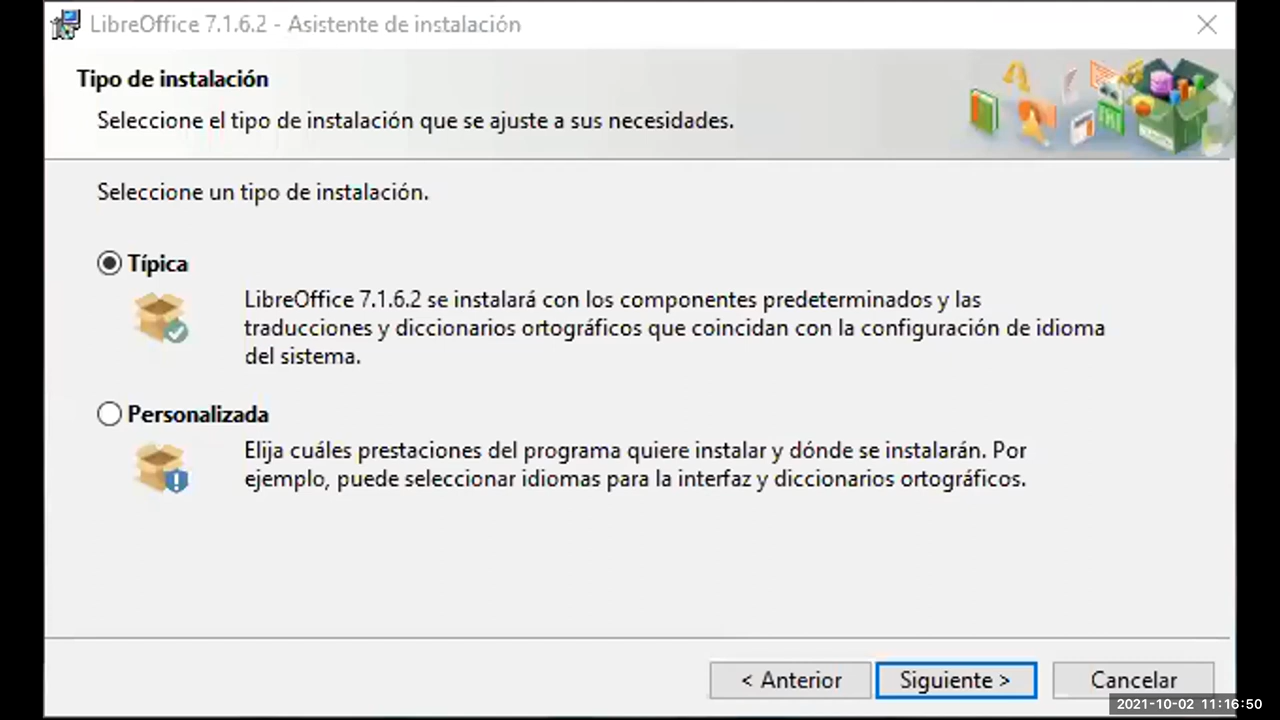 LibreOffice 7.1.6.2 - Asistente de instalación
Tipo de instalación
Seleccione el tipo de instalación que se ajuste a sus necesidades.
Seleccione un tipo de instalación.
Típica
LibreOffice 7.1.6.2 se instalará con los componentes predeterminados y las
traducciones y diccionarios ortográficos que coincidan con la configuración de idioma
del sistema.
Personalizada
Elija cuáles prestaciones del programa quiere instalar y dónde se instalarán. Por
ejemplo, puede seleccionar idiomas para la interfaz y diccionarios ortográficos.
< Anterior Siguiente > Cancelar
2021-10-02 11:16:50